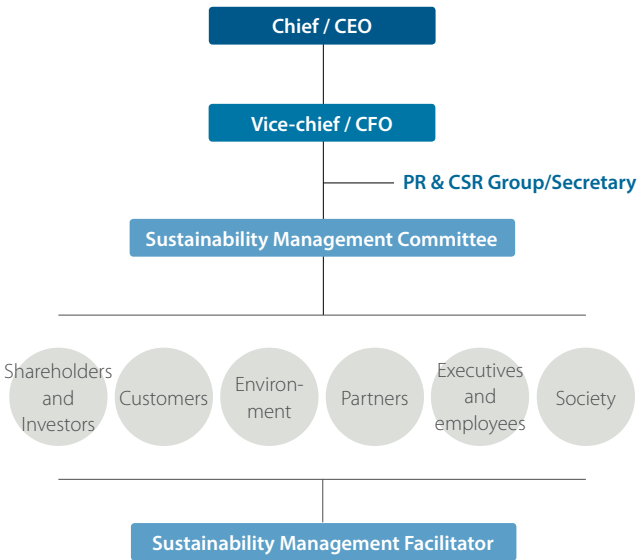 Chief / CEO
Vice-chief / CFO
PR & CSR Group/Secretary
Sustainability Management Committee
Shareholders
and
Investors
Customers
Environ-
ment
Partners
Executives
and
employees
Society
Sustainability Management Facilitator